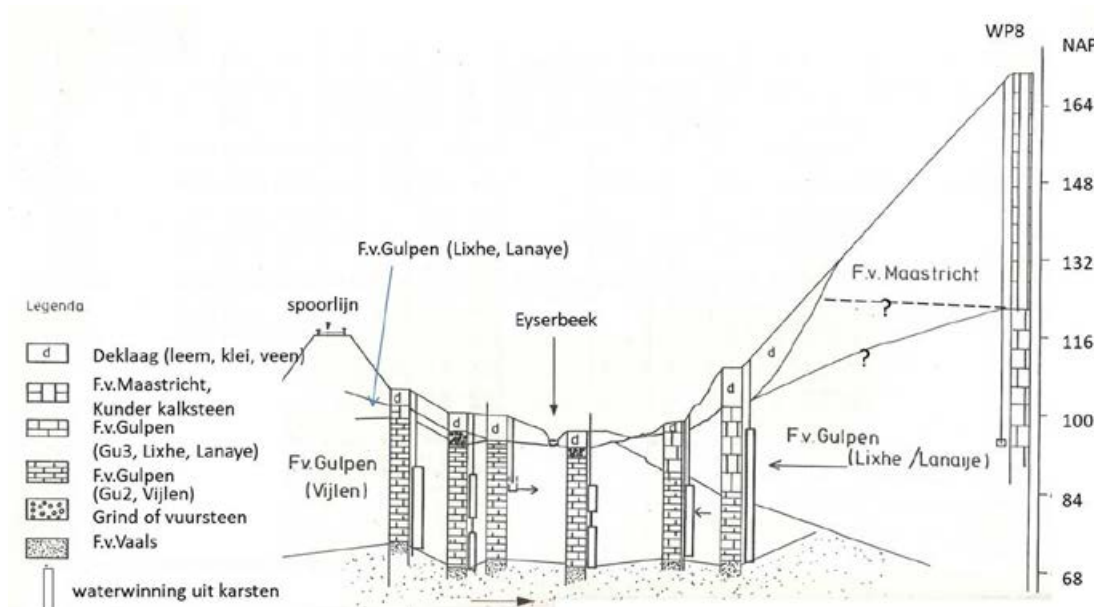 WP8
NAP
164
148
132
116
100
84
68
F.v.Gulpen (Lixhe, Lanaye)
F.v.Maastricht
?
?
spoorlijn
Eyserbeek
d
d
d
d
d
d
d
d
F.v.Gulpen
(Vijlen)
F.v.Gulpen
(Lixhe /Lanaije)
Legenda
d Deklaag (leem, klei, veen)
F.v.Maastricht,
Kunder kalksteen
F.v.Gulpen
(Gu3, Lixhe, Lanaye)
F.v.Gulpen
(Gu2, Vijlen)
Grind of vuursteen
F.v.Vaals
waterwinning uit karsten